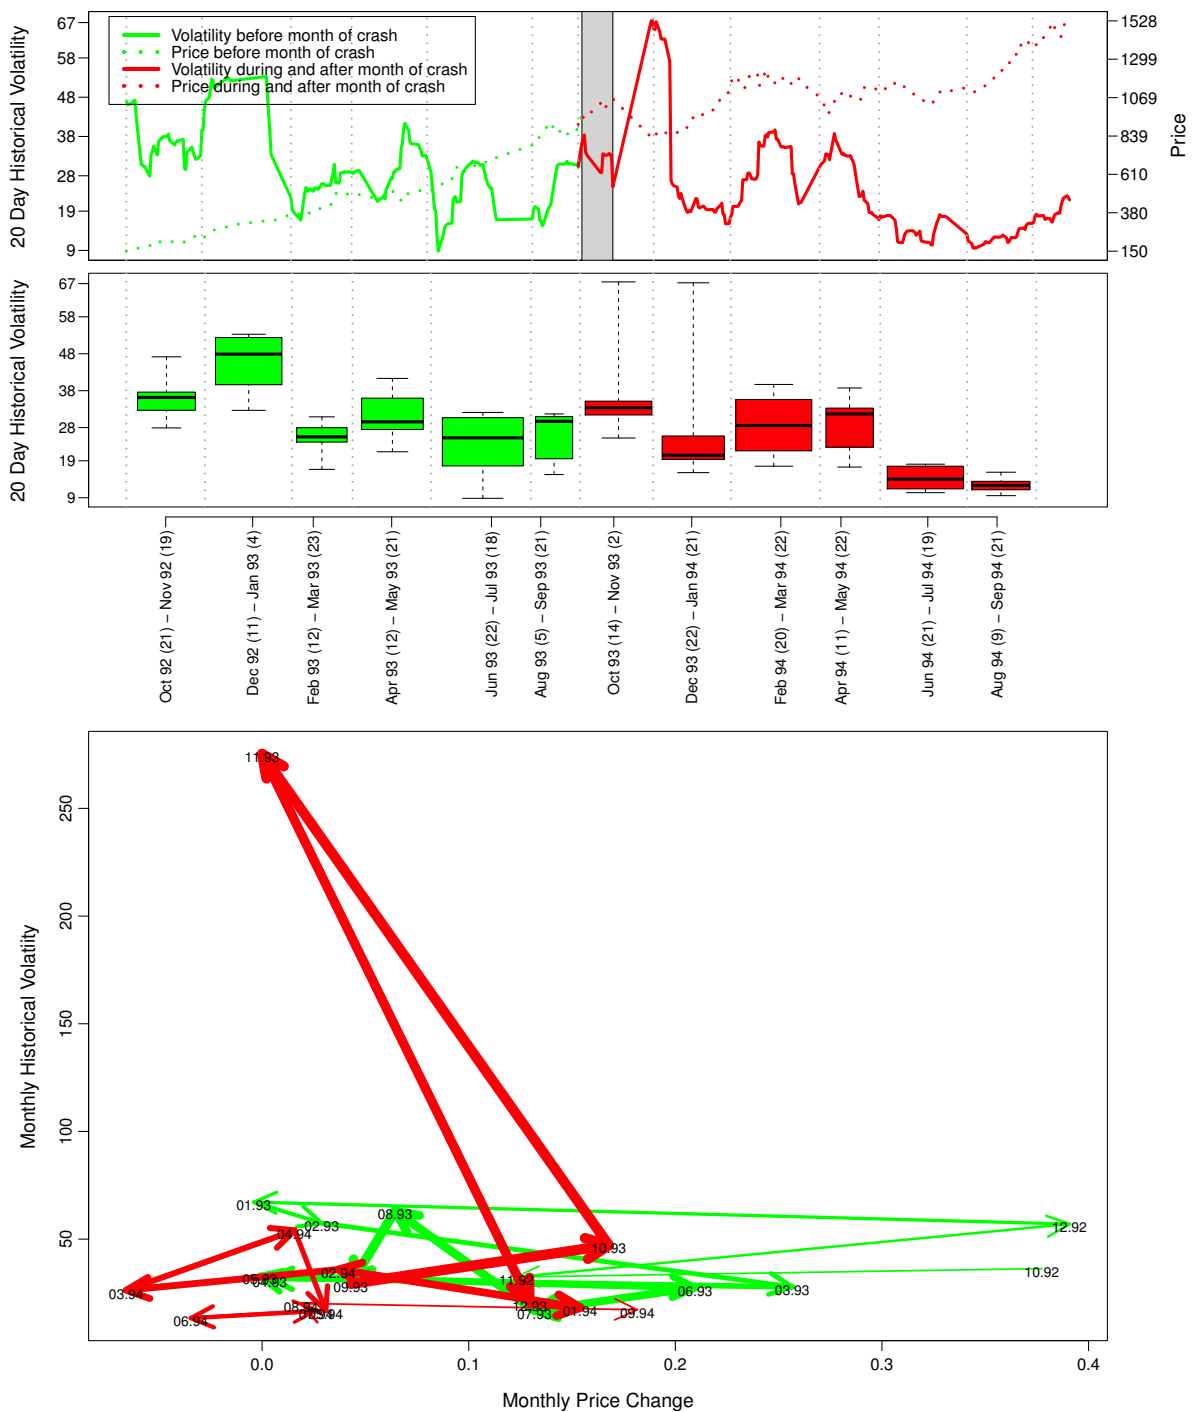 67
58
48
38
28
19
9
20 Day Historical Volatility
Volatility before month of crash
Price before month of crash
Volatility during and after month of crash
Price during and after month of crash
1528
1299
1069
839
610
380
150
Price
67
58
48
38
28
19
9
20 Day Historical Volatility
Oct 92 (21) − Nov 92 (19)
Dec 92 (11) − Jan 93 (4)
Feb 93 (12) − Mar 93 (23)
Apr 93 (12) − May 93 (21)
Jun 93 (22) − Jul 93 (18)
Aug 93 (5) − Sep 93 (21)
Oct 93 (14) − Nov 93 (2)
Dec 93 (22) − Jan 94 (21)
Feb 94 (20) − Mar 94 (22)
Apr 94 (11) − May 94 (22)
Jun 94 (21) − Jul 94 (19)
Aug 94 (9) − Sep 94 (21)
250
200
150
100
50
Monthly Historical Volatiity
11.93
01.93
02.93
08.93
12.92
04.94
10.93
10.92
02.94
05.93
04.93
09.93
11.92
03.94
06.93
03.93
12.93
07.93
01.94
09.94
08.94
06.94
0.0
0.1
0.2
0.3
0.4
Monthly Price Change